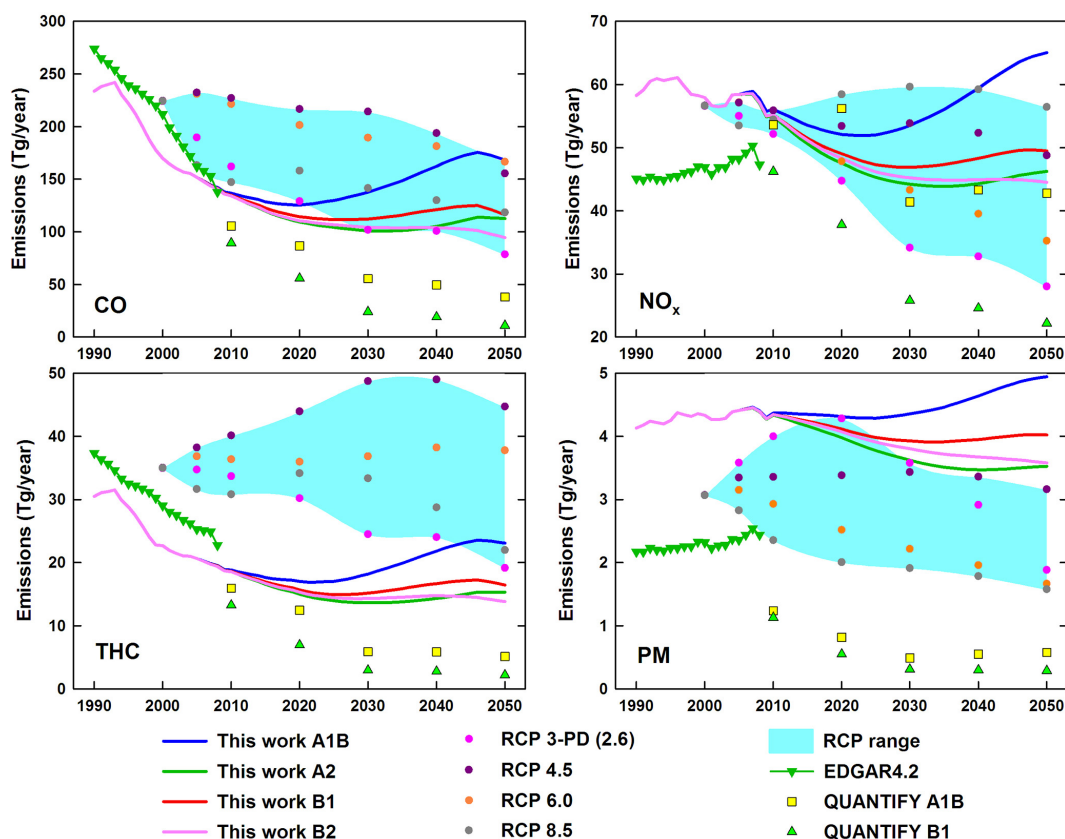 Emissions (Tg/year)
300
250
200
150
100
50
0
CO
1990 2000 2010 2020 2030 2040 2050
Emissions (Tg/year)
70
60
50
40
30
20
NOx
1990 2000 2010 2020 2030 2040 2050
Emissions (Tg/year)
50
40
30
20
10
0
THC
1990 2000 2010 2020 2030 2040 2050
Emissions (Tg/year)
5
4
3
2
1
0
PM
1990 2000 2010 2020 2030 2040 2050
This work A1B
This work A2
This work B1
This work B2
RCP 3-PD (2.6)
RCP 4.5
RCP 6.0
RCP 8.5
RCP range
EDGAR4.2
QUANTIFY A1B
QUANTIFY B1